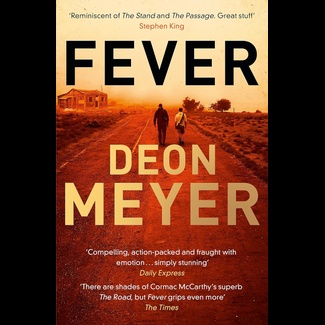 ‘Reminiscent of The Stand and The Passage. Great stuff’
Stephen King
FEVER
DEON
MEYER
‘Compelling, action-packed and fraught with
emotion ... simply stunning’
Daily Express
‘There are shades of Cormac McCarthy’s superb
The Road, but Fever grips even more’
The Times